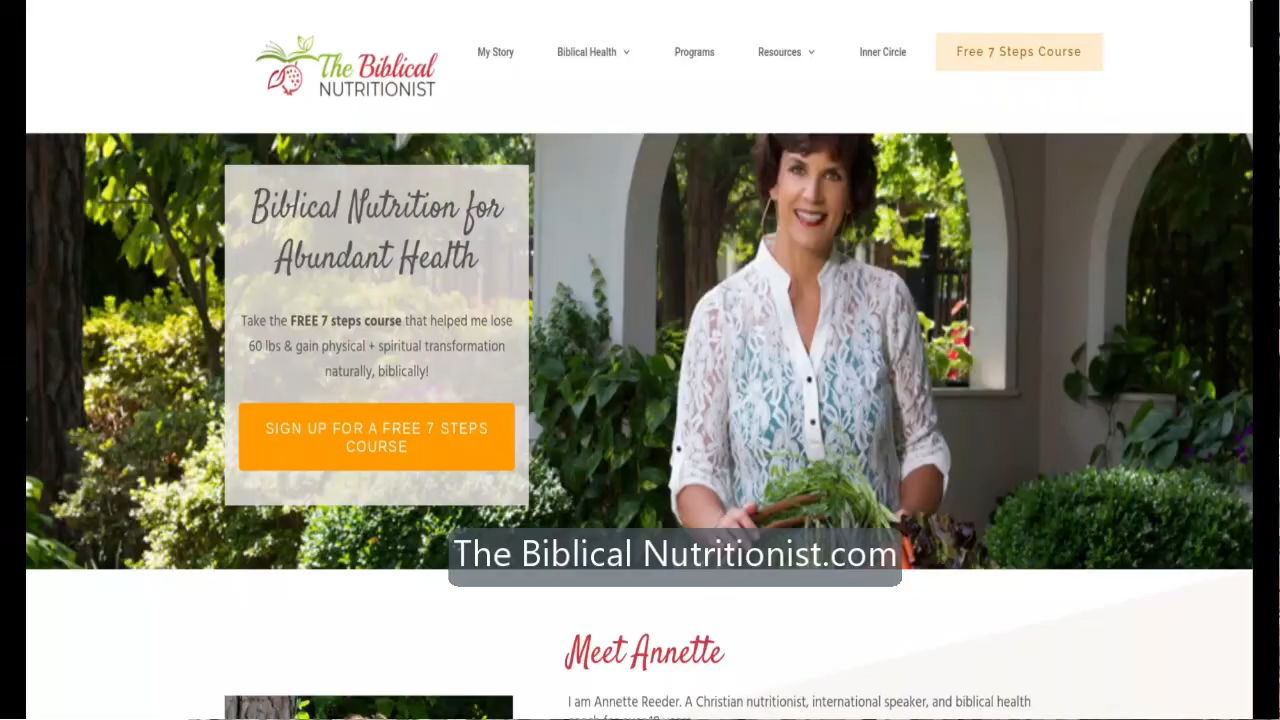 The Biblical
NUTRITIONIST
My Story
Biblical Health
Programs
Resources
Inner Circle
Free 7 Steps Course
Biblical Nutrition for
Abundant Health
Take the FREE 7 steps course that helped me lose
60 lbs & gain physical + spiritual transformation
naturally, biblically!
SIGN UP FOR A FREE 7 STEPS
COURSE
The Biblical Nutritionist.com
Meet Annette
I am Annette Reeder. A Christian nutritionist, international speaker, and biblical health